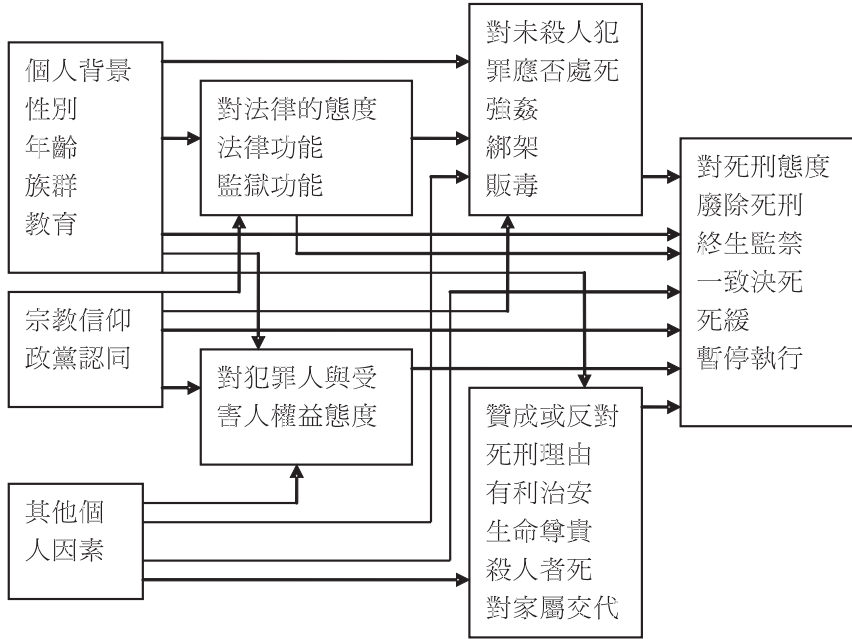 個人背景
性別
年齡
族群
教育
宗教信仰
政黨認同
其他個
人因素
對法律的態度
法律功能
監獄功能
對犯罪人與受
害人權益態度
對未殺人犯
罪應否處死
強姦
綁架
販毒
贊成或反對
死刑理由
有利治安
生命尊貴
殺人者死
對家屬交代
對死刑態度
廢除死刑
終生監禁
一致決死
死緩
暫停執行